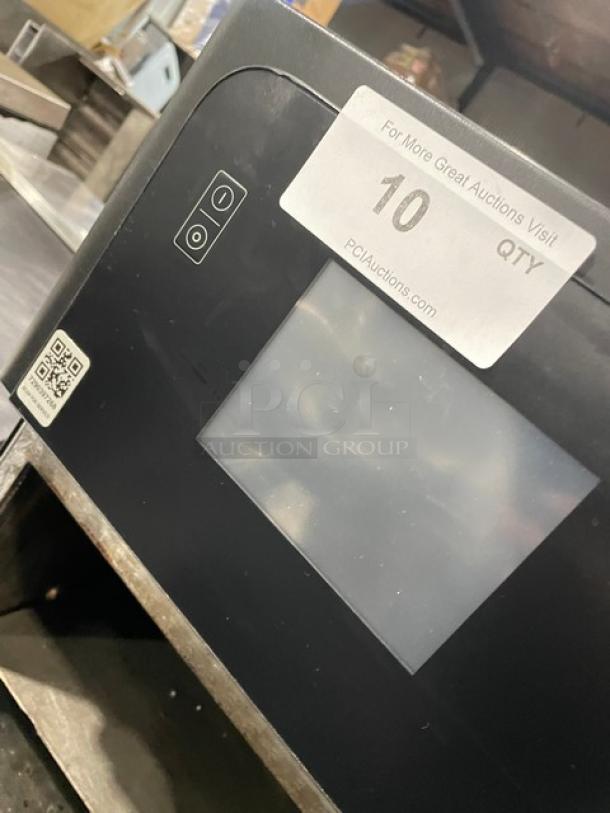 For More Great Auctions Visit
10
QTY
PCIAuctions.com
PCI
AUCTION GROUP